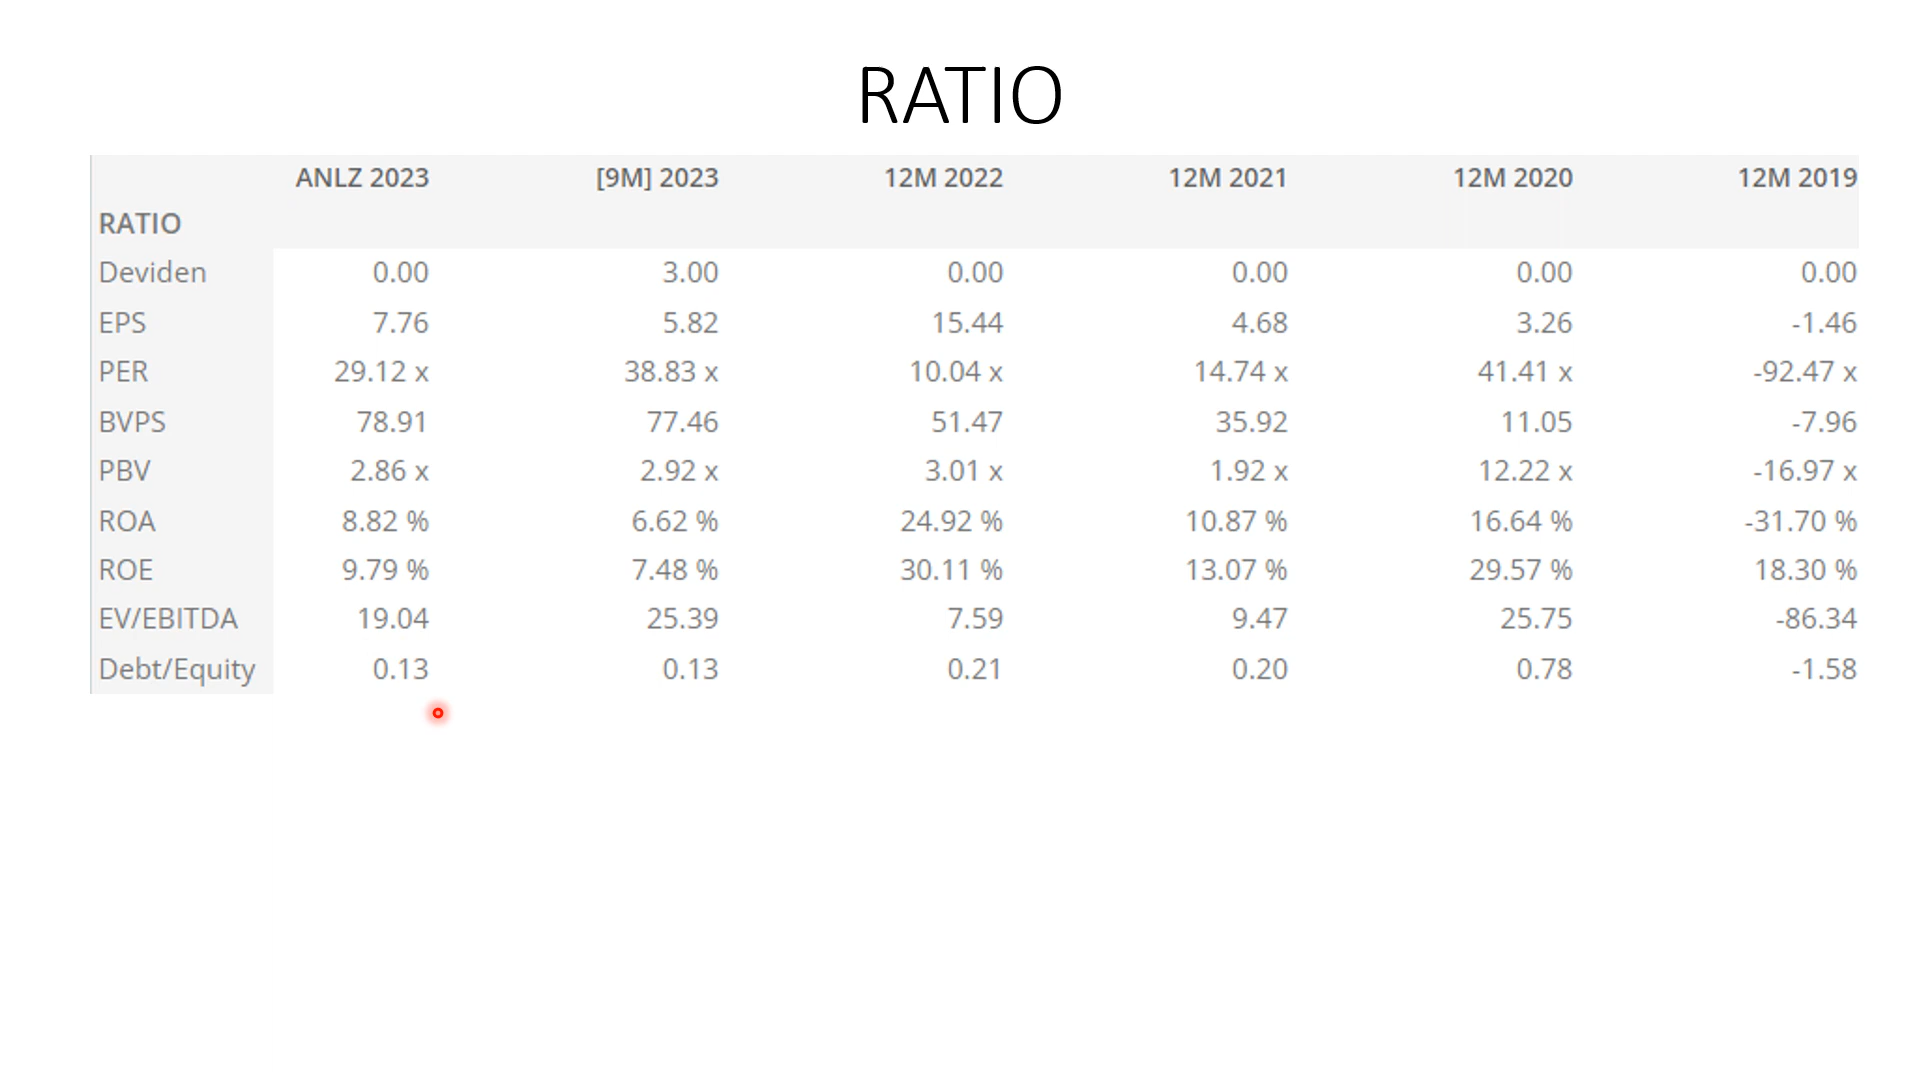 RATIO
ANLZ 2023 [9M] 2023 12M 2022 12M 2021 12M 2020 12M 2019
RATIO
Deviden 0.00 3.00 0.00 0.00 0.00 0.00
EPS 7.76 5.82 15.44 4.68 3.26 -1.46
PER 29.12 x 38.83 x 10.04 x 14.74 x 41.41 x -92.47 x
BVPS 78.91 77.46 51.47 35.92 11.05 -7.96
PBV 2.86 x 2.92 x 3.01 x 1.92 x 12.22 x -16.97 x
ROA 8.82 % 6.62 % 24.92 % 10.87 % 16.64 % -31.70 %
ROE 9.79 % 7.48 % 30.11 % 13.07 % 29.57 % 18.30 %
EV/EBITDA 19.04 25.39 7.59 9.47 25.75 -86.34
Debt/Equity 0.13 0.13 0.21 0.20 0.78 -1.58